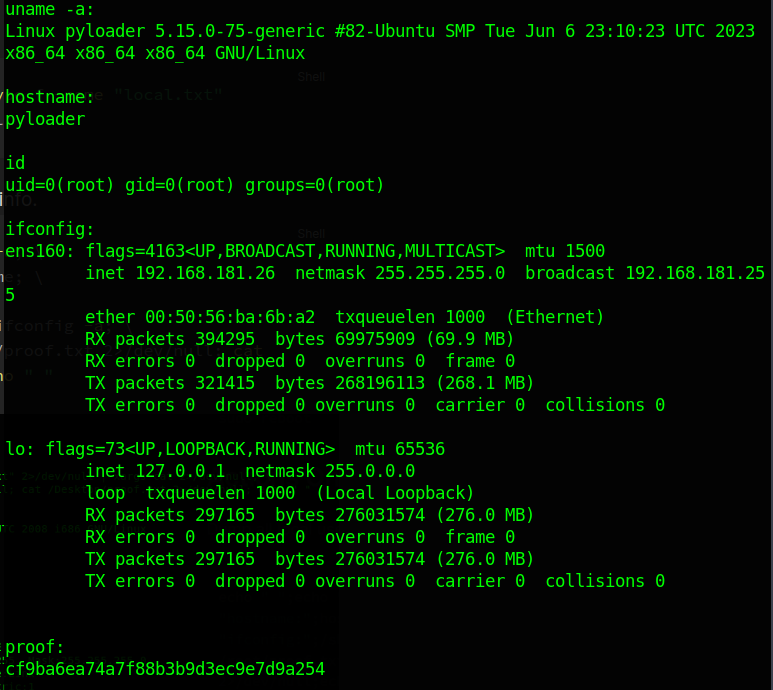 uname -a:
Linux pyloader 5.15.0-75-generic #82-Ubuntu SMP Tue Jun 6 23:10:23 UTC 2023
x86_64 x86_64 x86_64 GNU/Linux
Shell
"local.txt"
hostname:
pyloader
id
uid=0(root) gid=0(root) groups=0(root)
info.
Shell
ifconfig:
ens160: flags=4163<UP,BROADCAST,RUNNING,MULTICAST>  mtu 1500
        inet 192.168.181.26  netmask 255.255.255.0  broadcast 192.168.181.25
5
        ether 00:50:56:ba:6b:a2  txqueuelen 1000  (Ethernet)
        RX packets 394295  bytes 69975909 (69.9 MB)
        RX errors 0  dropped 0  overruns 0  frame 0
        TX packets 321415  bytes 268196113 (268.1 MB)
        TX errors 0  dropped 0 overruns 0  carrier 0  collisions 0
lo: flags=73<UP,LOOPBACK,RUNNING>  mtu 65536
        inet 127.0.0.1  netmask 255.0.0.0
        loop  txqueuelen 1000  (Local Loopback)
        RX packets 297165  bytes 276031574 (276.0 MB)
        RX errors 0  dropped 0  overruns 0  frame 0
        TX packets 297165  bytes 276031574 (276.0 MB)
        TX errors 0  dropped 0 overruns 0  carrier 0  collisions 0
proof:
cf9ba6ea74a7f88b3b9d3ec9e7d9a254